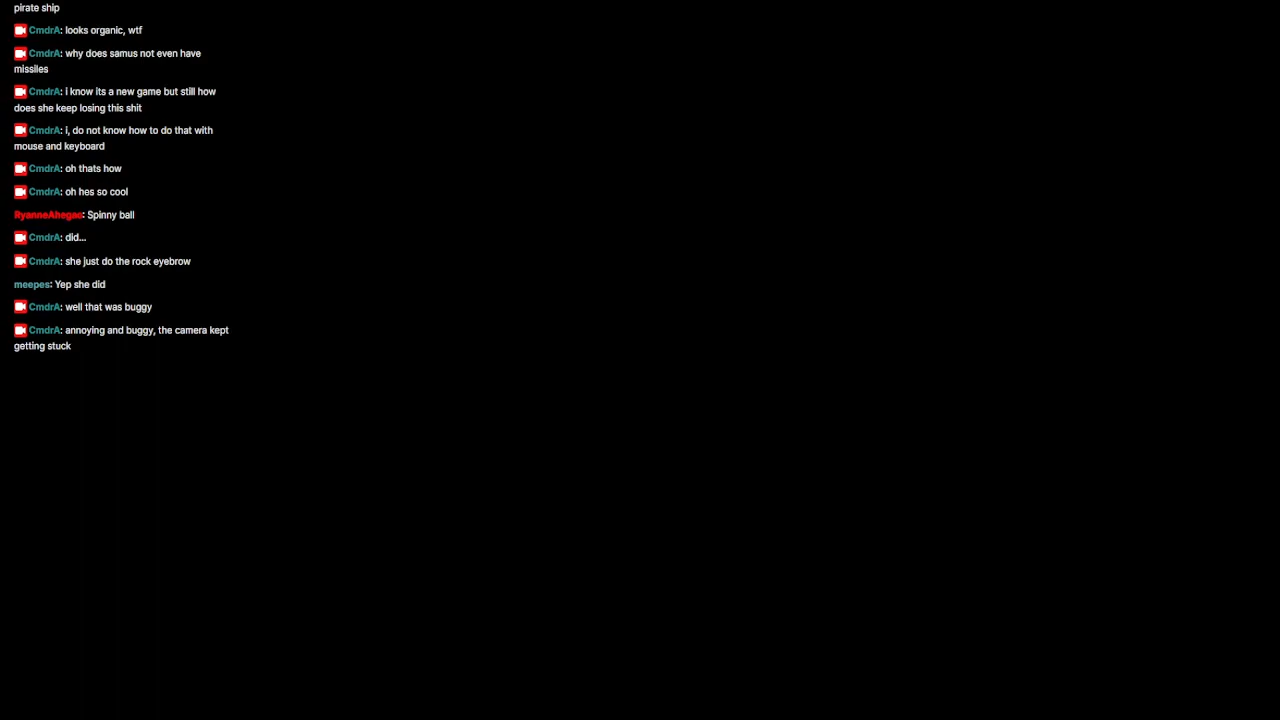 pirate ship
CmdrA: looks organic, wtf
CmdrA: why does samus not even have
missiles
CmdrA: i know its a new game but still how
does she keep losing this shit
CmdrA: i, do not know how to do that with
mouse and keyboard
CmdrA: oh thats how
CmdrA: oh hes so cool
RyanneAhegao: Spinny ball
CmdrA: did...
CmdrA: she just do the rock eyebrow
meepes: Yep she did
CmdrA: well that was buggy
CmdrA: annoying and buggy, the camera kept
getting stuck